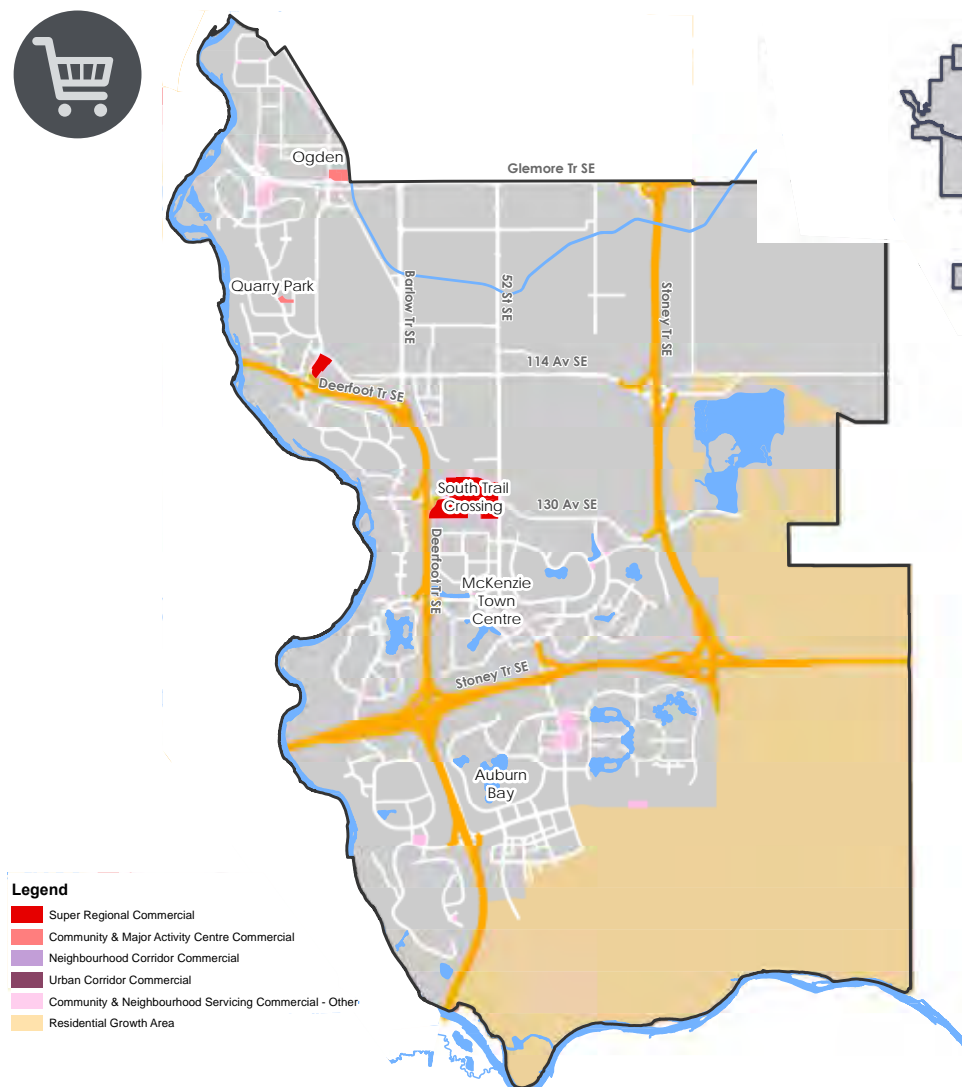 Ogden
Glemore Tr SE
Quarry Park
Barlow Tr SE
52 St SE
Stoney Tr SE
114 Av SE
Deerfoot Tr SE
South Trail
Crossing
130 Av SE
Deerfoot Tr SE
McKenzie
Town
Centre
Stoney Tr SE
Auburn
Bay
Legend
Super Regional Commercial
Community & Major Activity Centre Commercial
Neighbourhood Corridor Commercial
Urban Corridor Commercial
Community & Neighbourhood Servicing Commercial - Other
Residential Growth Area